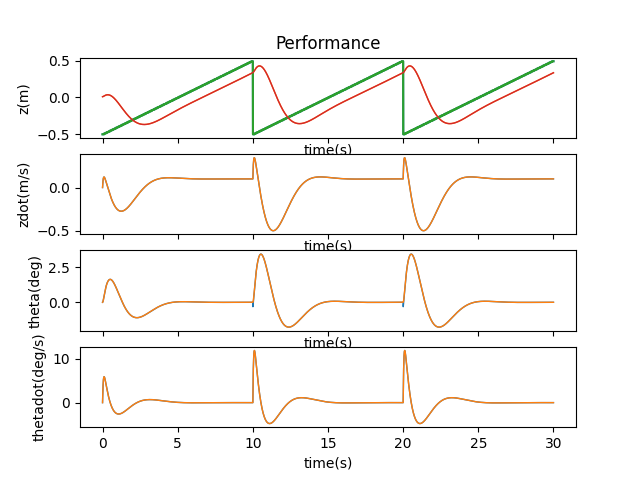 Performance
z(m)
0.5
0.0
−0.5
time(s)
zdot(m/s)
0.0
−0.5
time(s)
theta(deg)
2.5
0.0
time(s)
thetadot(deg/s)
10
0
0 5 10 15 20 25 30
time(s)